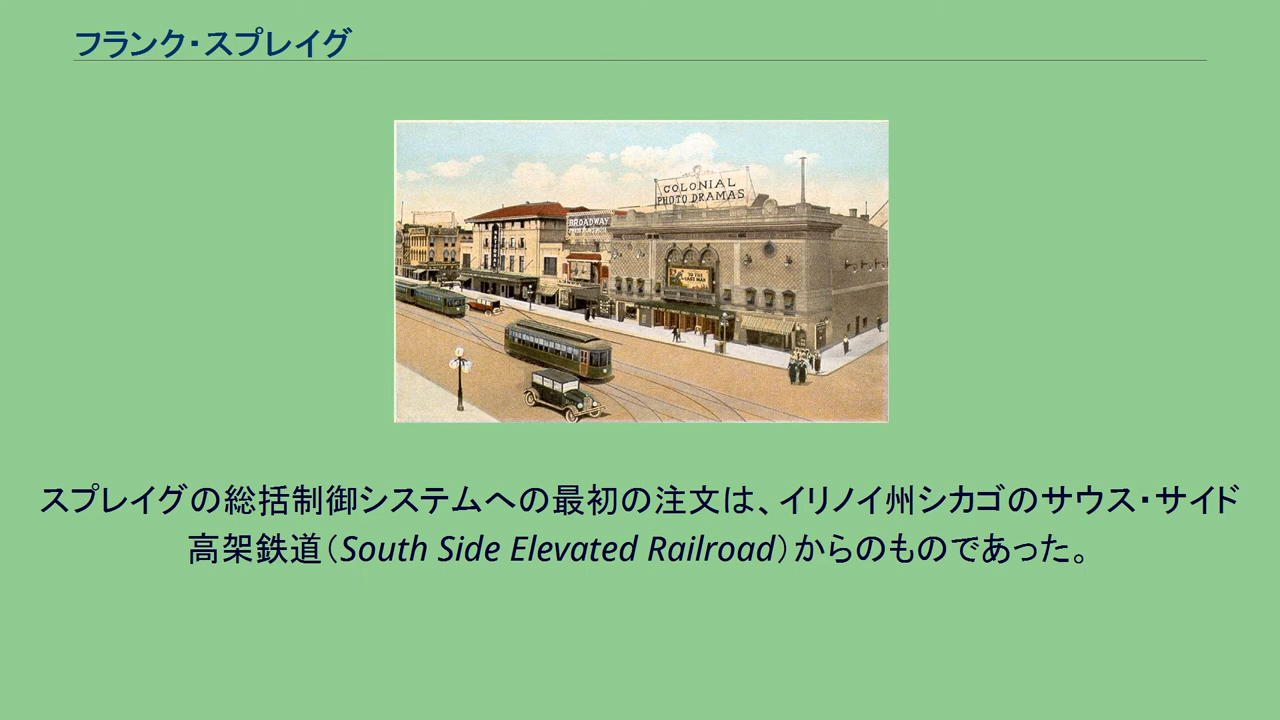 フランク・スプレイグ
COLONIAL
PHOTO DRAMAS
BROADWAY
スプレイグの総括制御システムへの最初の注文は、イリノイ州シカゴのサウス・サイド
高架鉄道（South Side Elevated Railroad）からのものであった。